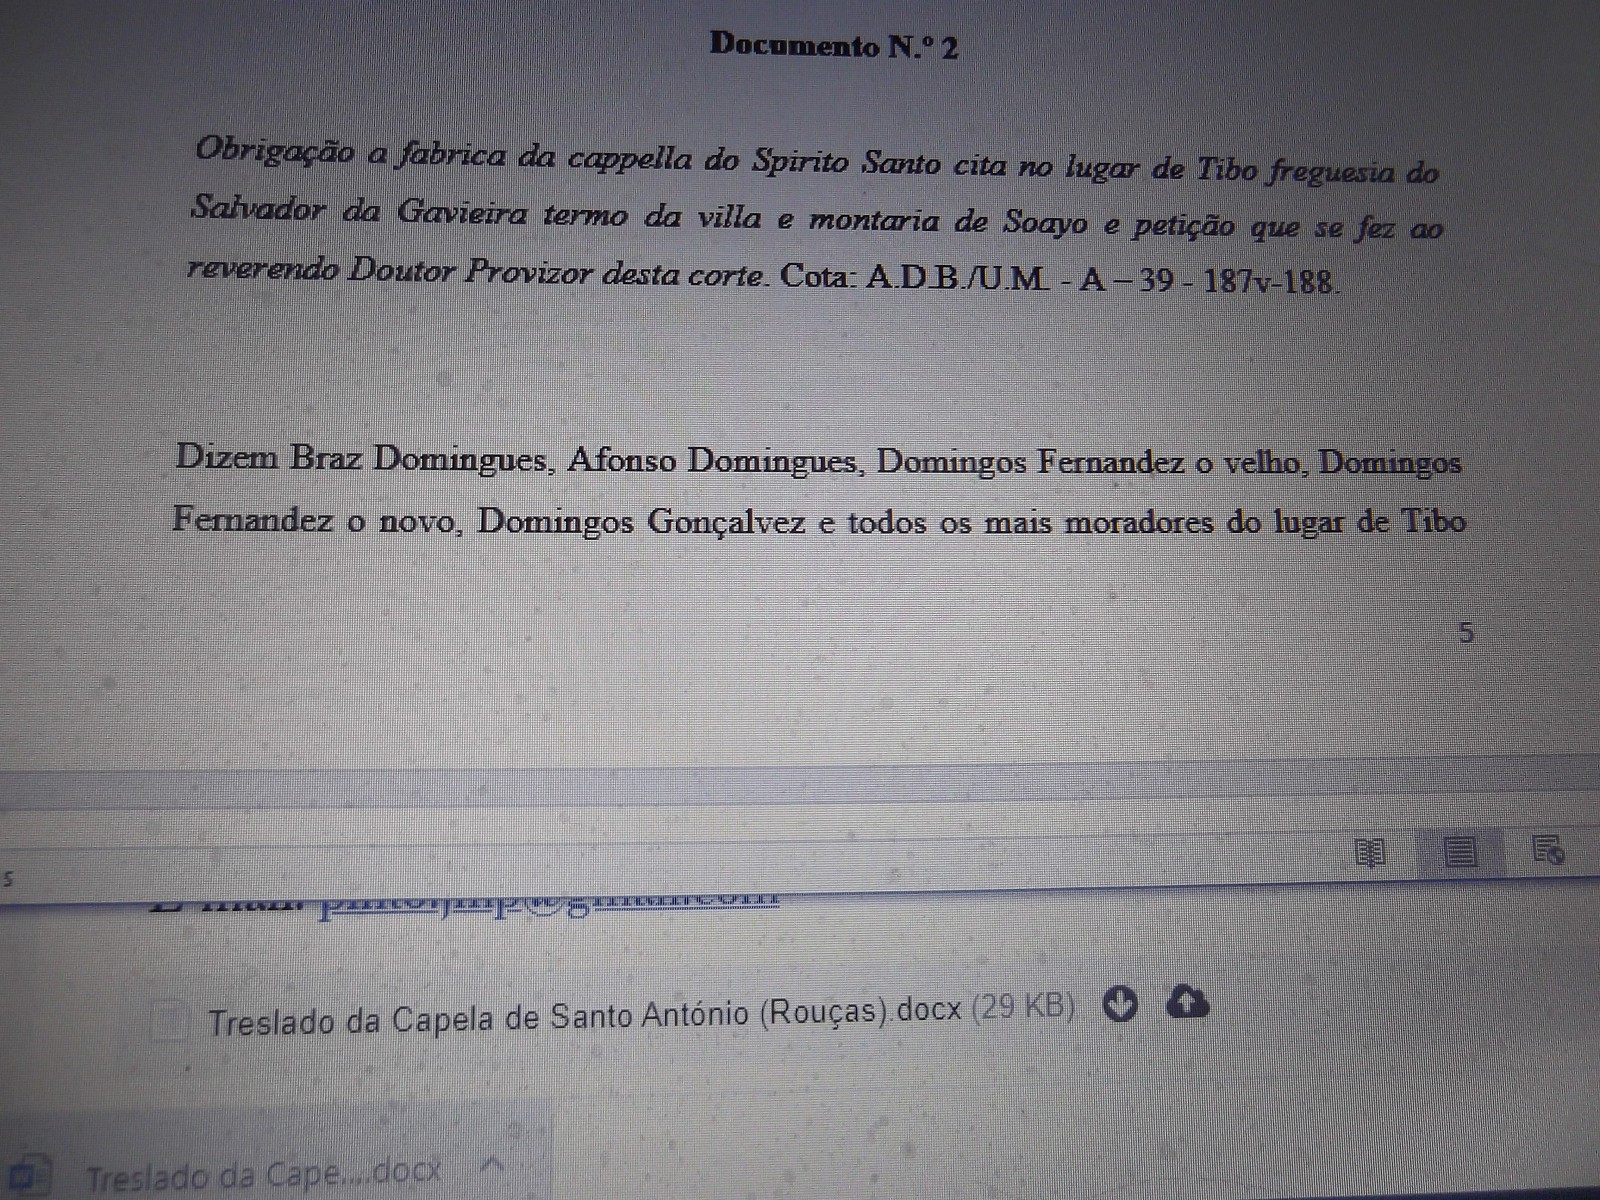 Documento N.º 2
Obrigação a fabrica da cappella do Spirito Santo cita no lugar de Tibo freguesia do
Salvador da Gavieira termo da villa e montaria de Soayo e petição que se fez ao
reverendo Doutor Provizor desta corte. Cota: A.D.B./U.M. - A – 39 - 187v-188.
Dizem Braz Domingues, Afonso Domingues, Domingos Fernandez o velho, Domingos
Fernandez o novo, Domingos Gonçalvez e todos os mais moradores do lugar de Tibo
5
5
Treslado da Capela de Santo António (Rouças).docx (29 KB)
Treslado da Cape....docx